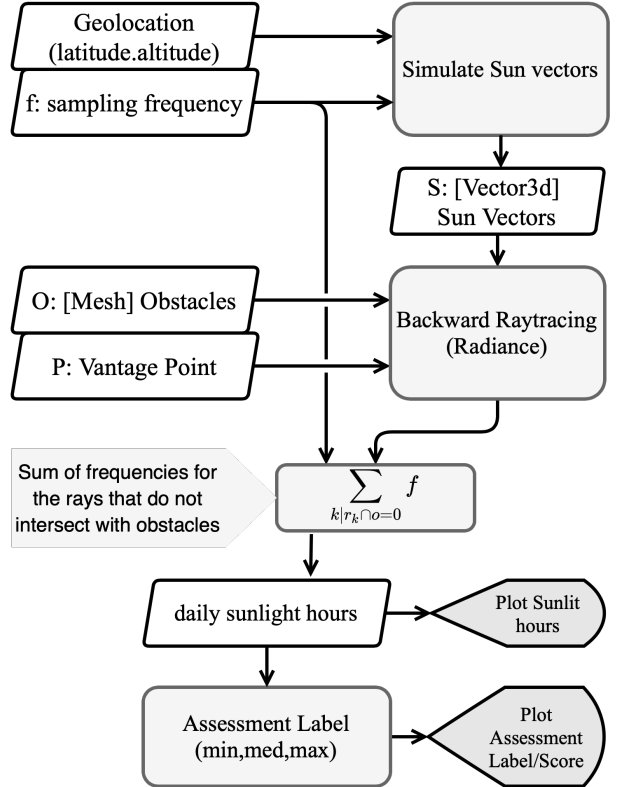 Geolocation
(latitude.altitude)
f: sampling frequency
Simulate Sun vectors
S: [Vector3d]
Sun Vectors
O: [Mesh] Obstacles
P: Vantage Point
Backward Raytracing
(Radiance)
Sum of frequencies for
the rays that do not
intersect with obstacles
∑ f
k|rₖ∩o=0
daily sunlight hours
Plot Sunlit
hours
Assessment Label
(min,med,max)
Plot
Assessment
Label/Score